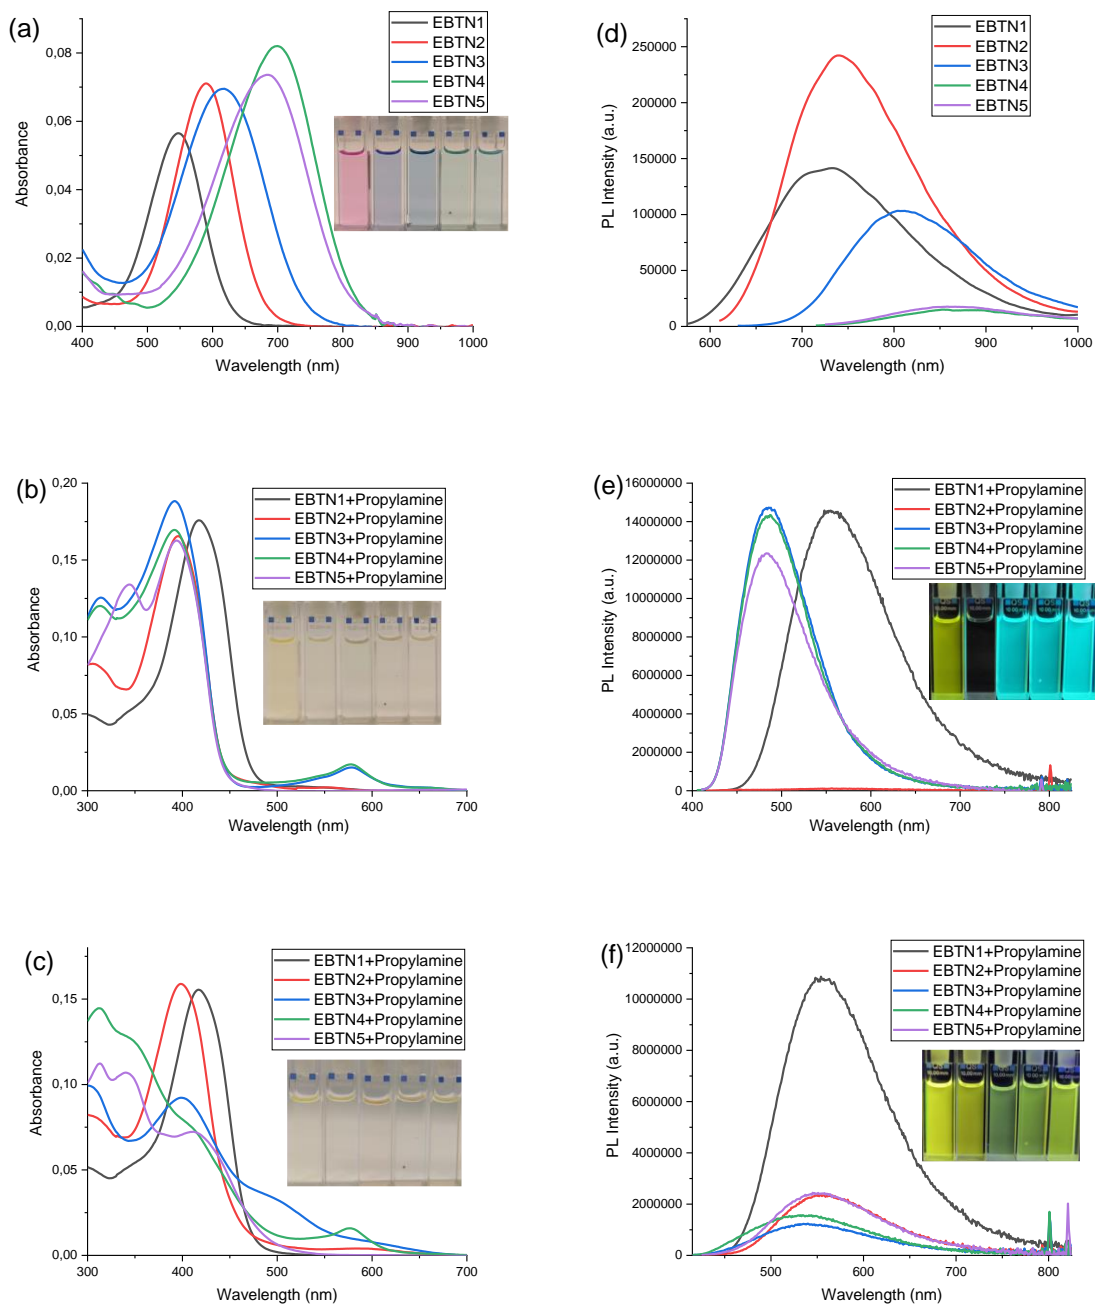 (a)
EBTN1
EBTN2
EBTN3
EBTN4
EBTN5
0,08
0,06
0,04
0,02
0,00
Absorbance
400 500 600 700 800 900 1000
Wavelength (nm)
(d)
EBTN1
EBTN2
EBTN3
EBTN4
EBTN5
250000
200000
150000
100000
50000
0
PL Intensity (a.u.)
600 700 800 900 1000
Wavelength (nm)
(b)
EBTN1+Propylamine
EBTN2+Propylamine
EBTN3+Propylamine
EBTN4+Propylamine
EBTN5+Propylamine
0,20
0,15
0,10
0,05
0,00
Absorbance
300 400 500 600 700
Wavelength (nm)
(e)
EBTN1+Propylamine
EBTN2+Propylamine
EBTN3+Propylamine
EBTN4+Propylamine
EBTN5+Propylamine
16000000
14000000
12000000
10000000
8000000
6000000
4000000
2000000
0
PL Intensity (a.u.)
400 500 600 700 800
Wavelength (nm)
(c)
EBTN1+Propylamine
EBTN2+Propylamine
EBTN3+Propylamine
EBTN4+Propylamine
EBTN5+Propylamine
0,15
0,10
0,05
0,00
Absorbance
300 400 500 600 700
Wavelength (nm)
(f)
EBTN1+Propylamine
EBTN2+Propylamine
EBTN3+Propylamine
EBTN4+Propylamine
EBTN5+Propylamine
12000000
10000000
8000000
6000000
4000000
2000000
0
PL Intensity (a.u.)
500 600 700 800
Wavelength (nm)